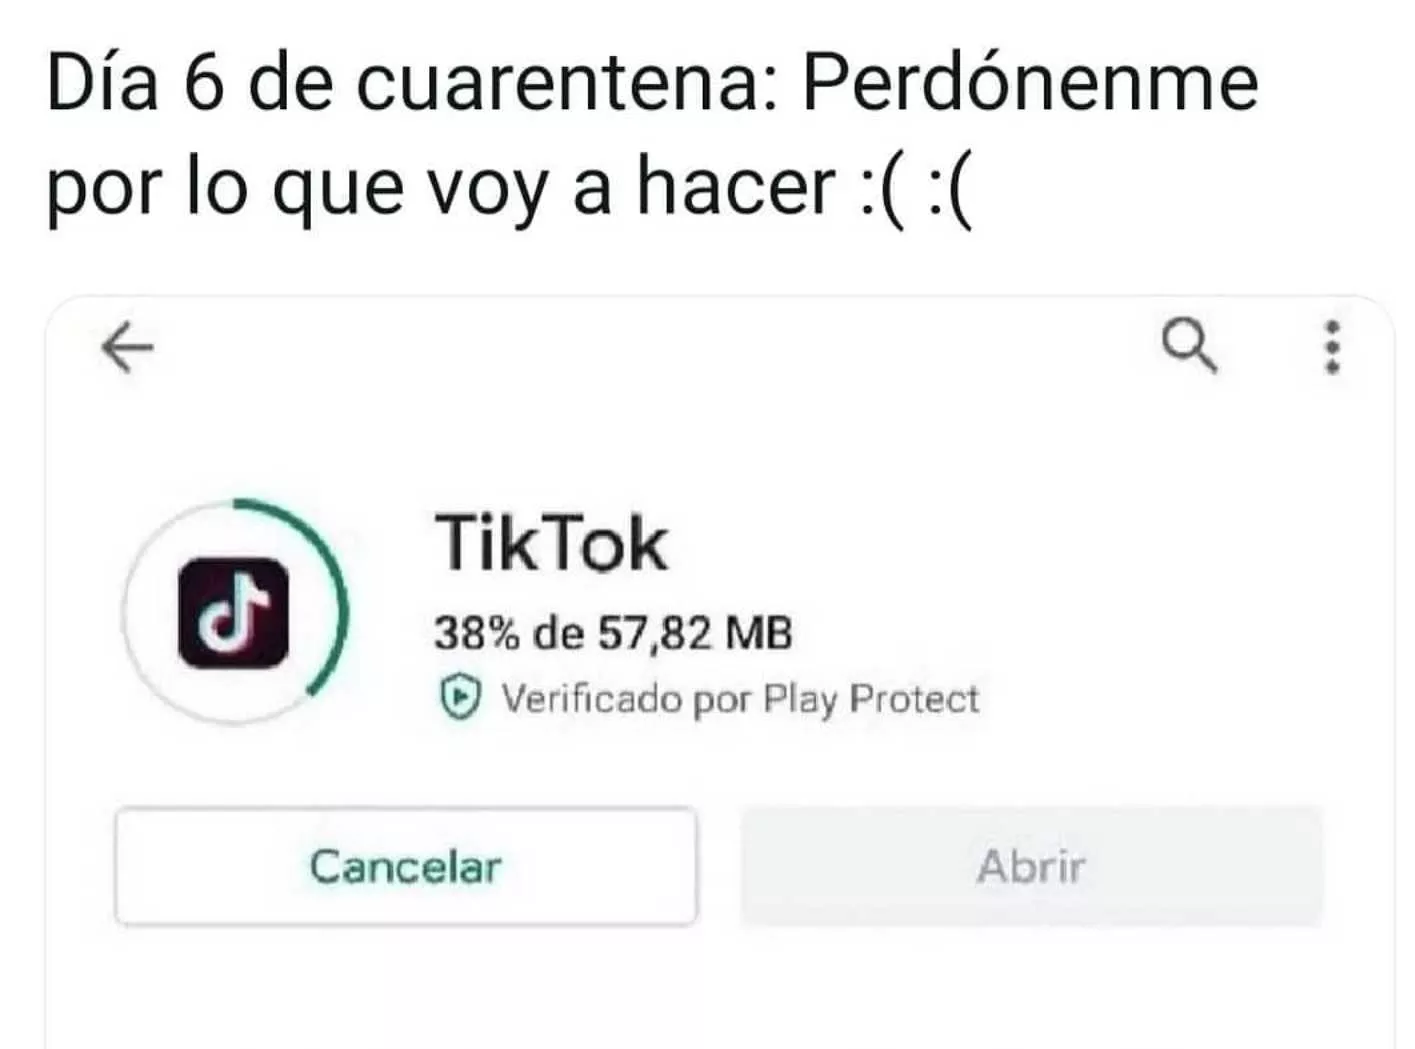 Día 6 de cuarentena: Perdónenme
por lo que voy a hacer :( :(
TikTok
38% de 57,82 MB
Verificado por Play Protect
Cancelar
Abrir